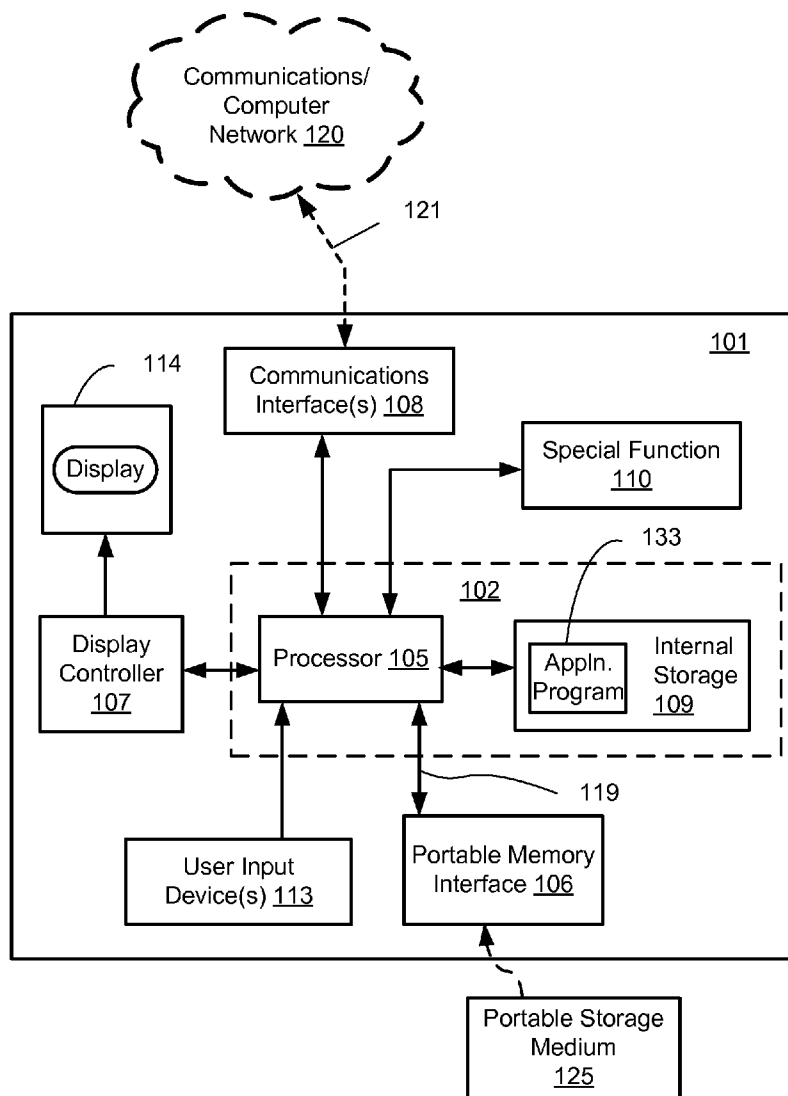 Communications/
Computer
Network 120
121
101
114
Communications
Interface(s) 108
Display
Special Function
110
133
102
Display
Controller
107
Processor 105
Appln.
Program
Internal
Storage
109
119
User Input
Device(s) 113
Portable Memory
Interface 106
Portable Storage
Medium
125